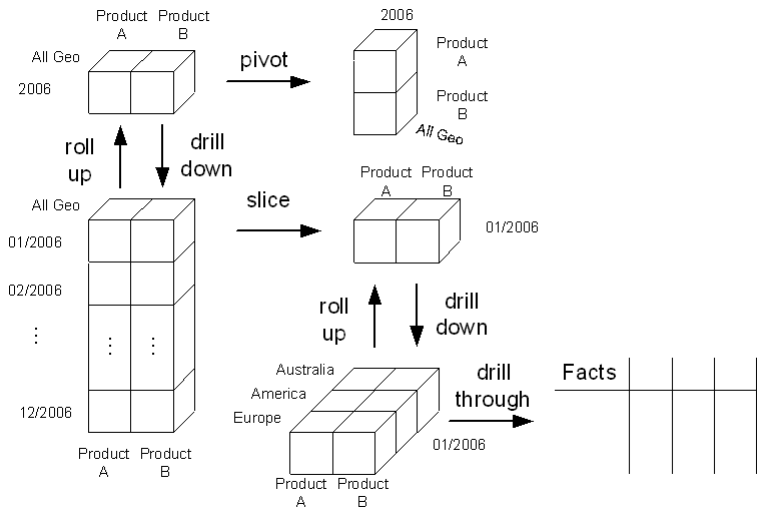 Product Product
A B
All Geo
2006
pivot
2006
Product
A
Product
B
All Geo
roll
up
drill
down
All Geo
01/2006
02/2006
⋮
⋮ ⋮
12/2006
Product Product
A B
slice
Product Product
A B
01/2006
roll
up
drill
down
Australia
America
Europe
01/2006
Product Product
A B
drill
through
Facts